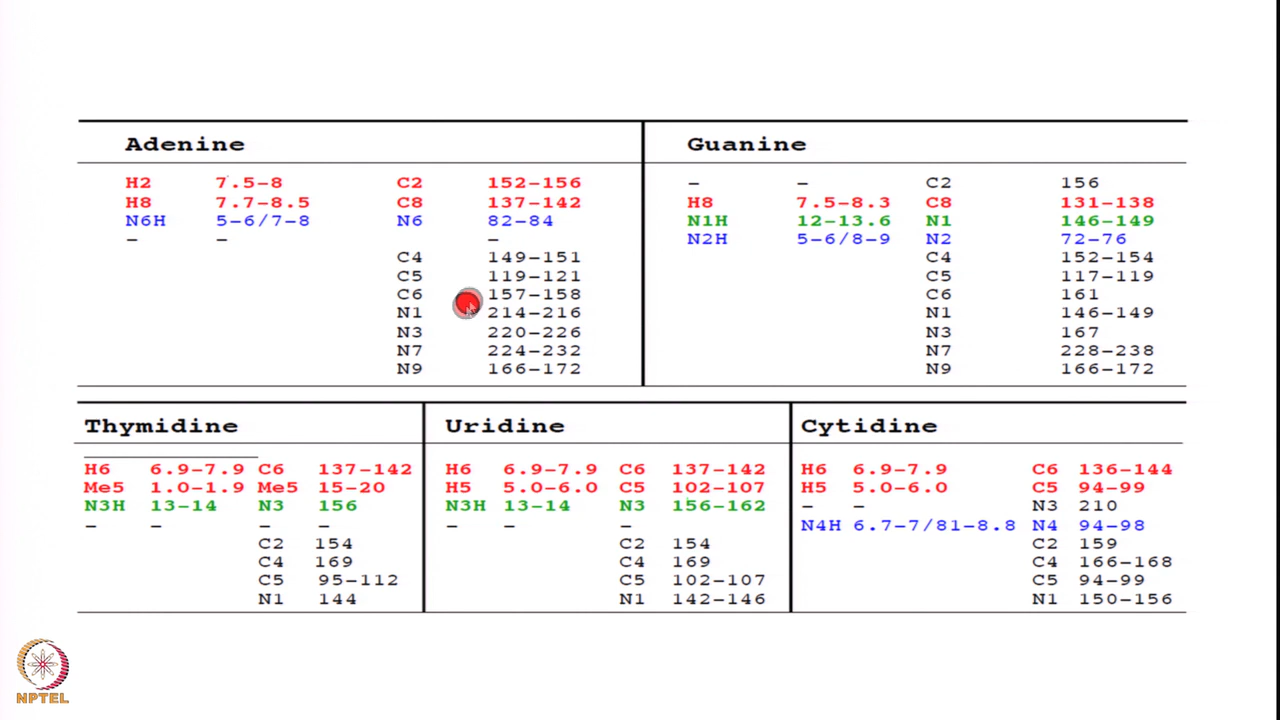 Adenine Guanine
H2 7.5-8 C2 152-156 - - C2 156
H8 7.7-8.5 C8 137-142 H8 7.5-8.3 C8 131-138
N6H 5-6/7-8 N6 82-84 N1H 12-13.6 N1 146-149
- - - N2H 5-6/8-9 N2 72-76
C4 149-151 C4 152-154
C5 119-121 C5 117-119
C6 157-158 C6 161
N1 214-216 N1 146-149
N3 220-226 N3 167
N7 224-232 N7 228-238
N9 166-172 N9 166-172
Thymidine Uridine Cytidine
H6 6.9-7.9 C6 137-142 H6 6.9-7.9 C6 137-142 H6 6.9-7.9 C6 136-144
Me5 1.0-1.9 Me5 15-20 H5 5.0-6.0 C5 102-107 H5 5.0-6.0 C5 94-99
N3H 13-14 N3 156 N3H 13-14 N3 156-162 - - N3 210
- - - - - - - N4H 6.7-7/81-8.8 N4 94-98
C2 154 C2 154 C2 159
C4 169 C4 169 C4 166-168
C5 95-112 C5 102-107 C5 94-99
N1 144 N1 142-146 N1 150-156
NPTEL